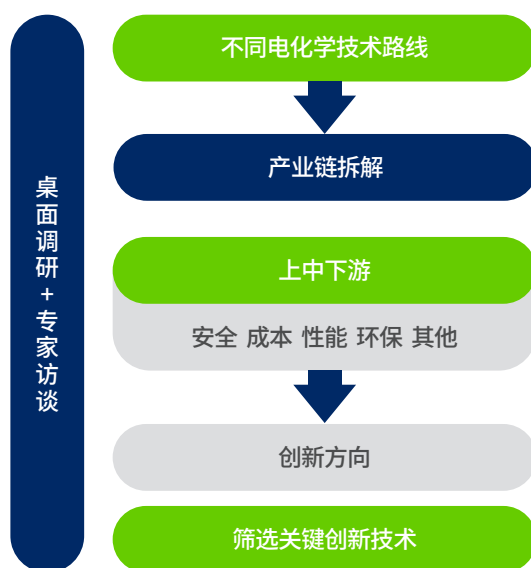 桌面调研+专家访谈
不同电化学技术路线
产业链拆解
上中下游
安全 成本 性能 环保 其他
创新方向
筛选关键创新技术